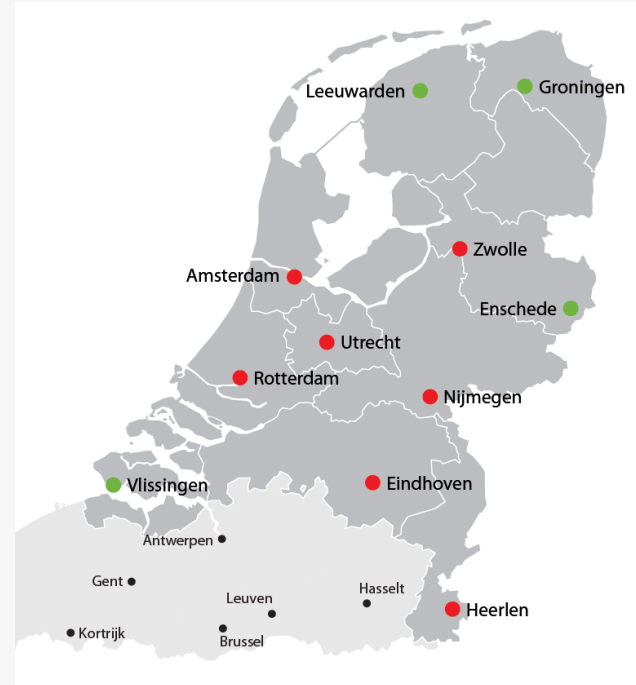 Leeuwarden
Groningen
Zwolle
Amsterdam
Enschede
Utrecht
Rotterdam
Nijmegen
Vlissingen
Eindhoven
Antwerpen
Gent
Hasselt
Leuven
Heerlen
Kortrijk
Brussel